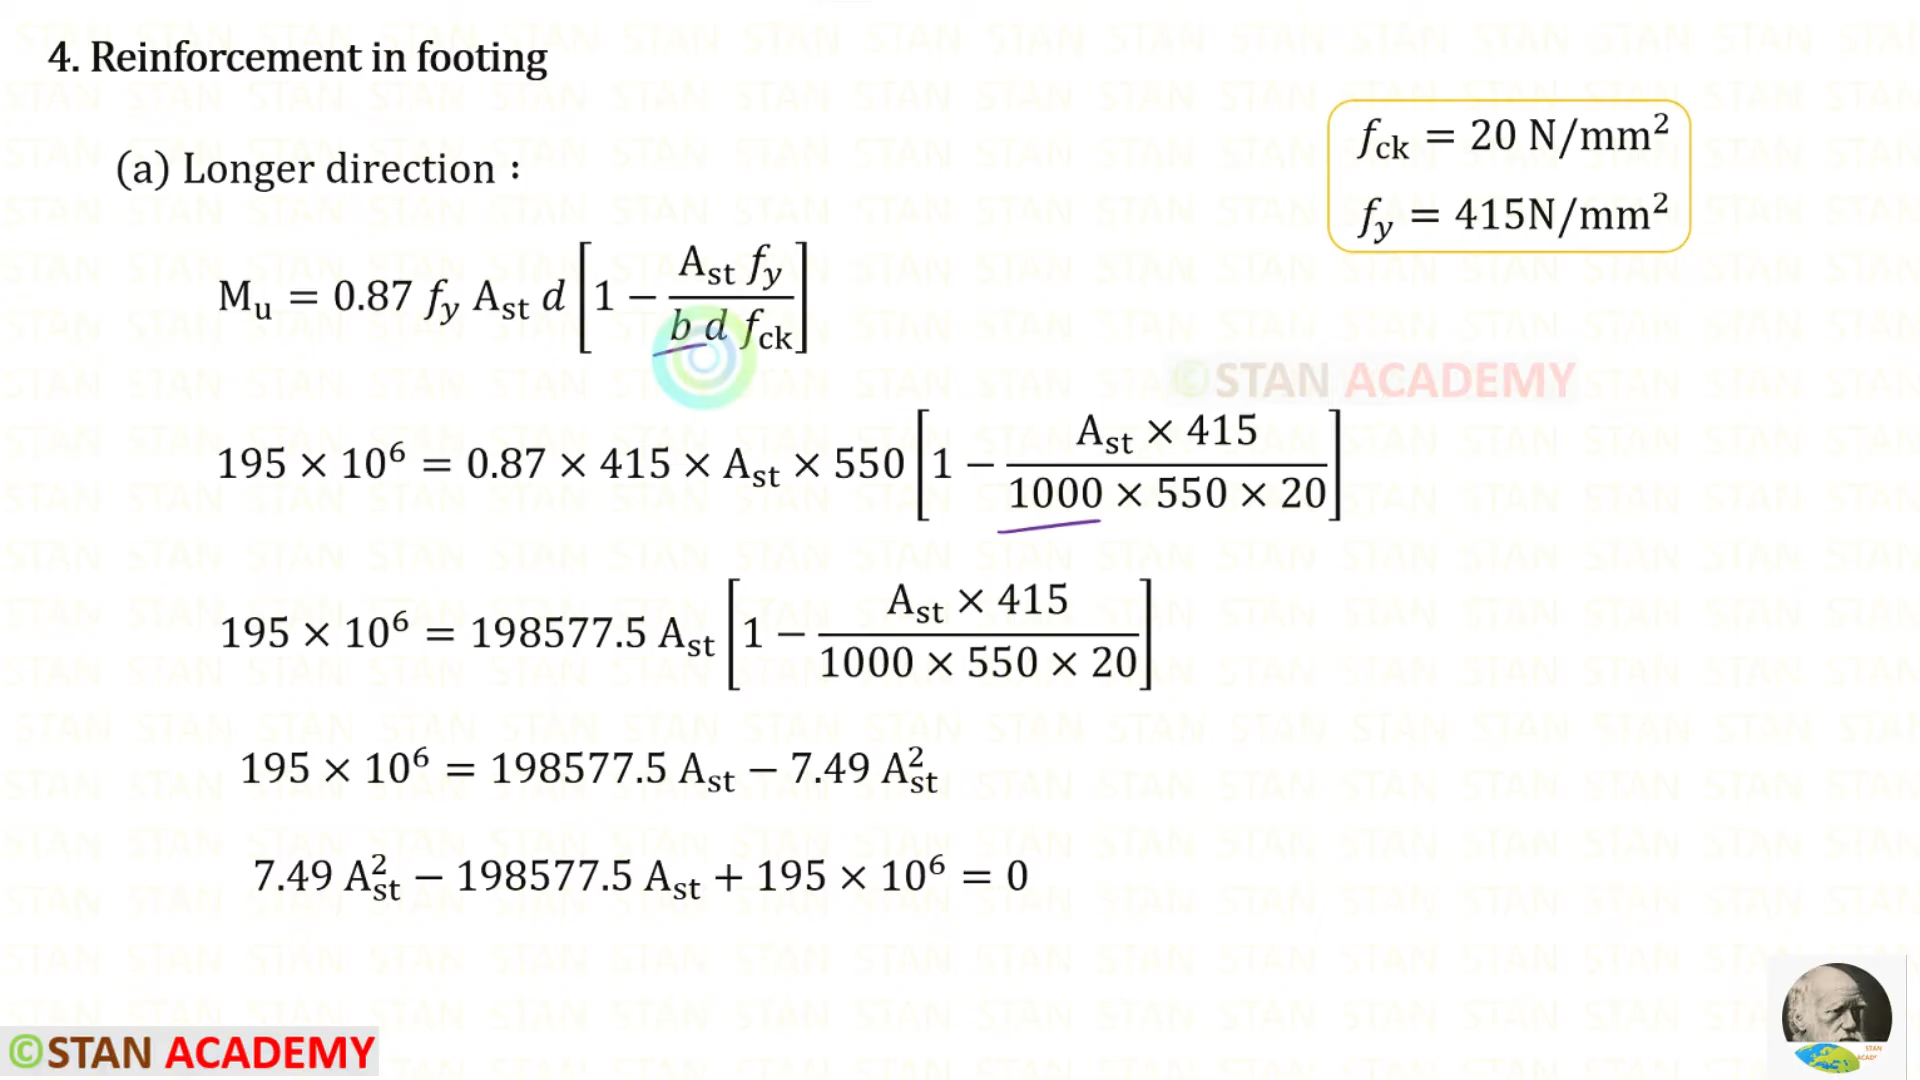 4. Reinforcement in footing
(a) Longer direction :
f_ck = 20 N/mm²
f_y = 415N/mm²
M_u = 0.87 f_y A_st d [1 − (A_st f_y)/(b d f_ck)]
©STAN ACADEMY
195 × 10⁶ = 0.87 × 415 × A_st × 550 [1 − (A_st × 415)/(1000 × 550 × 20)]
195 × 10⁶ = 198577.5 A_st [1 − (A_st × 415)/(1000 × 550 × 20)]
195 × 10⁶ = 198577.5 A_st − 7.49 A_st²
7.49 A_st² − 198577.5 A_st + 195 × 10⁶ = 0
©STAN ACADEMY